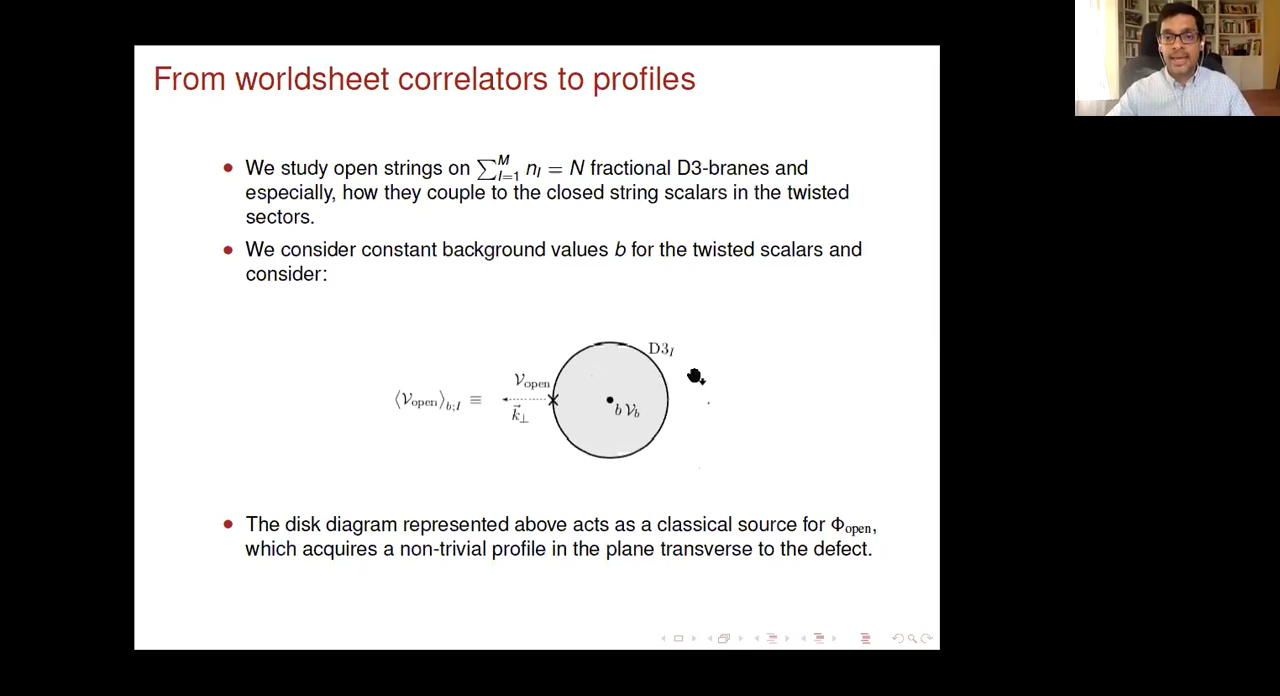 From worldsheet correlators to profiles
• We study open strings on ∑_{I=1}^{M} n_I = N fractional D3-branes and
especially, how they couple to the closed string scalars in the twisted
sectors.
• We consider constant background values b for the twisted scalars and
consider:
D3_I
𝒱_open
⟨𝒱_open⟩_{b;I} ≡
b 𝒱_b
k⃗_⊥
• The disk diagram represented above acts as a classical source for Φ_open,
which acquires a non-trivial profile in the plane transverse to the defect.